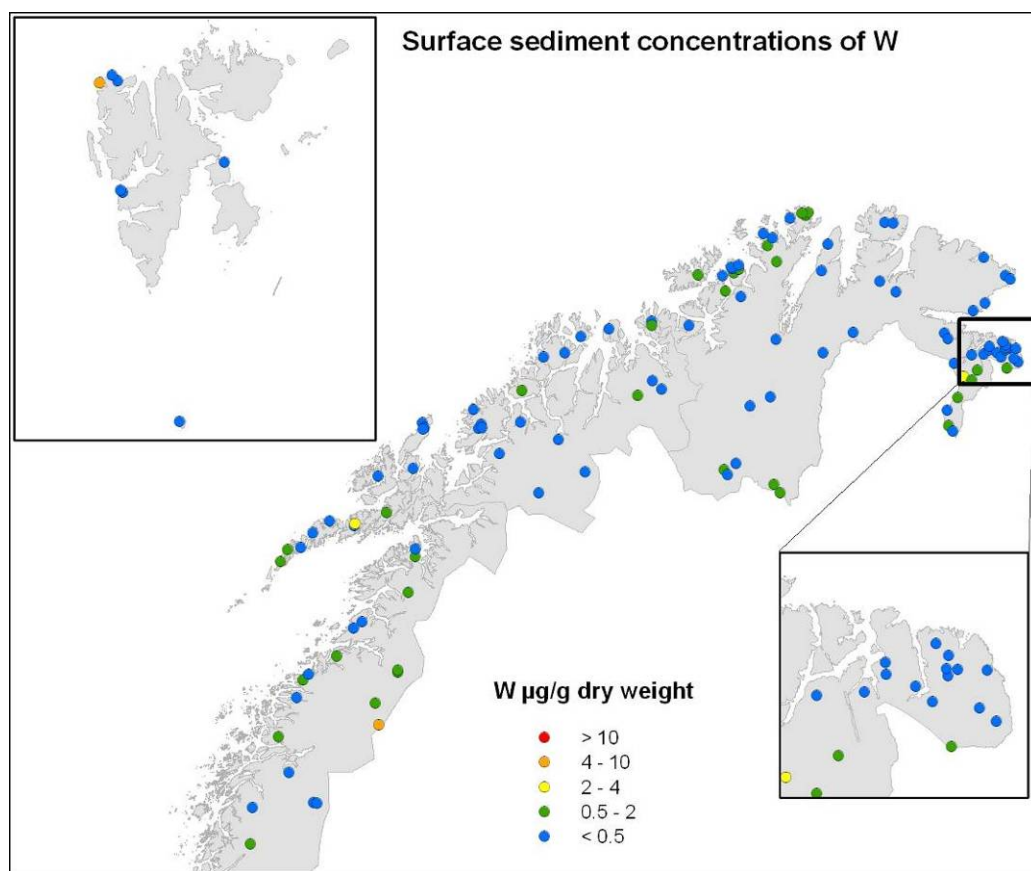 Surface sediment concentrations of W
W µg/g dry weight
> 10
4 - 10
2 - 4
0.5 - 2
< 0.5